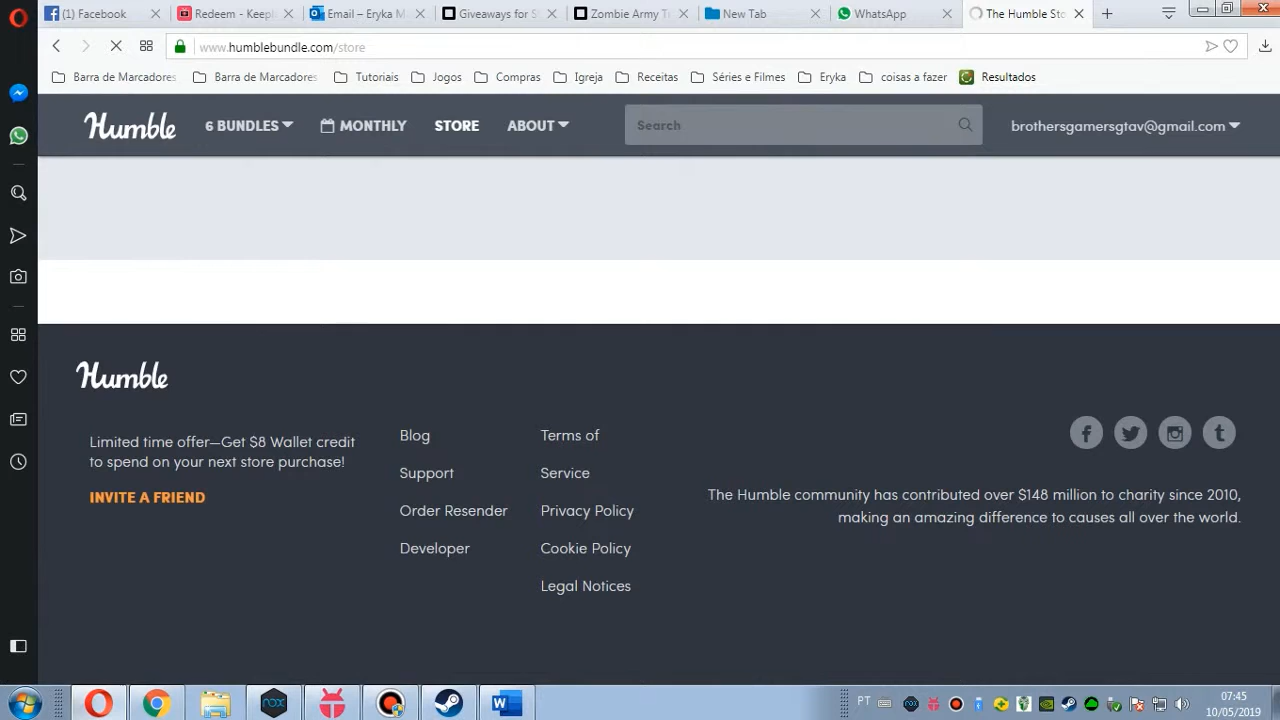 (1) Facebook
Redeem - Keepl
Email – Eryka M
Giveaways for S
Zombie Army T
New Tab
WhatsApp
The Humble Sto
www.humblebundle.com/store
Barra de Marcadores
Barra de Marcadores
Tutoriais
Jogos
Compras
Igreja
Receitas
Séries e Filmes
Eryka
coisas a fazer
Resultados
Humble
6 BUNDLES
MONTHLY
STORE
ABOUT
Search
brothersgamersgtav@gmail.com
Humble
Limited time offer—Get $8 Wallet credit
to spend on your next store purchase!
INVITE A FRIEND
Blog
Support
Order Resender
Developer
Terms of
Service
Privacy Policy
Cookie Policy
Legal Notices
The Humble community has contributed over $148 million to charity since 2010,
making an amazing difference to causes all over the world.
nox
PT
07:45
10/05/2019